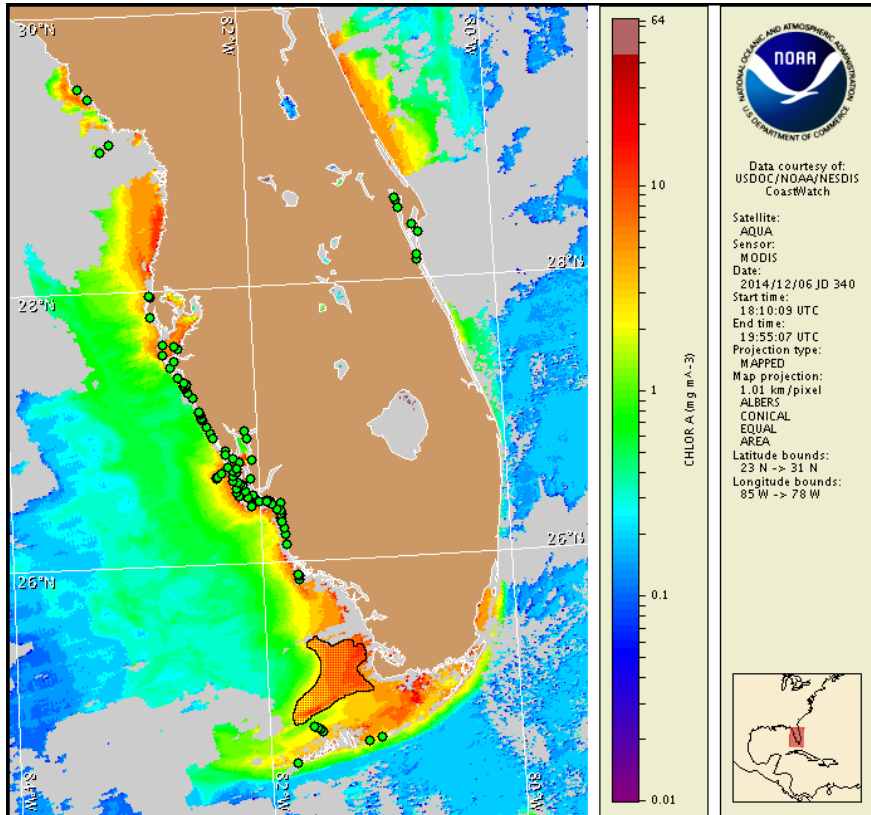 30°N
82°W
80°W
28°N
28°N
26°N
26°N
84°W
82°W
80°W
64
10
1
0.1
0.01
CHLOR A (mg m^-3)
NATIONAL OCEANIC AND ATMOSPHERIC ADMINISTRATION
NOAA
U.S. DEPARTMENT OF COMMERCE
Data courtesy of:
USDOC/NOAA/NESDIS
CoastWatch
Satellite:
AQUA
Sensor:
MODIS
Date:
2014/12/06 JD 340
Start time:
18:10:09 UTC
End time:
19:55:07 UTC
Projection type:
MAPPED
Map projection:
1.01 km/pixel
ALBERS
CONICAL
EQUAL
AREA
Latitude bounds:
23 N -> 31 N
Longitude bounds:
85 W -> 78 W